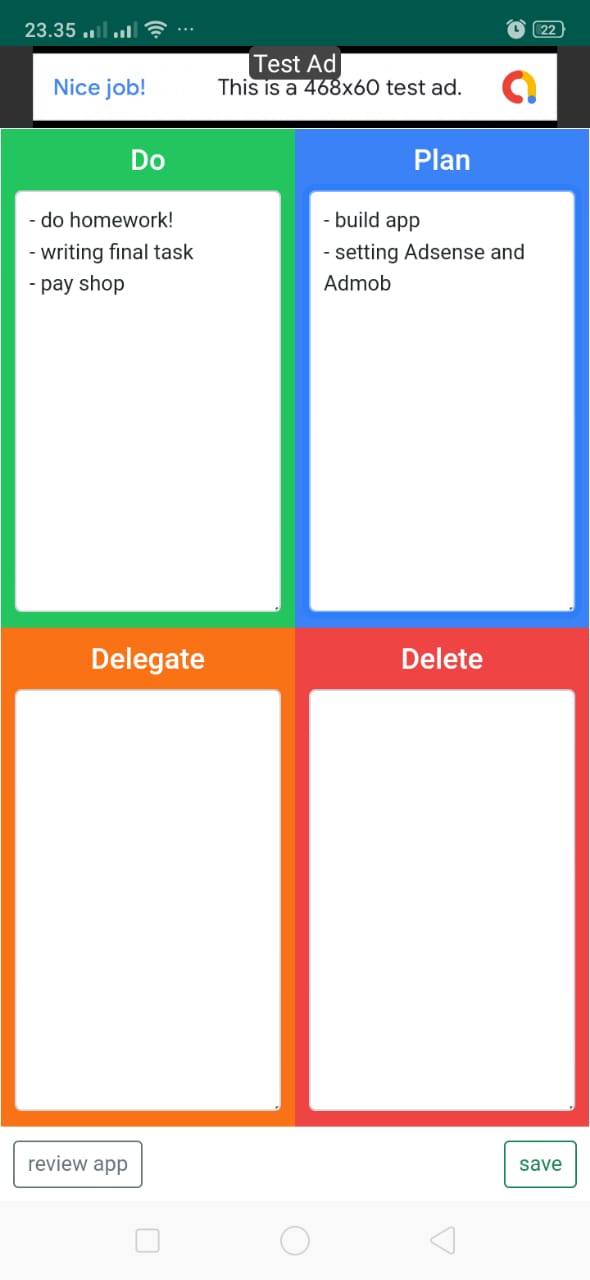 23.35
22
Test Ad
Nice job!
This is a 468x60 test ad.
Do
- do homework!
- writing final task
- pay shop
Plan
- build app
- setting Adsense and
Admob
Delegate
Delete
review app
save